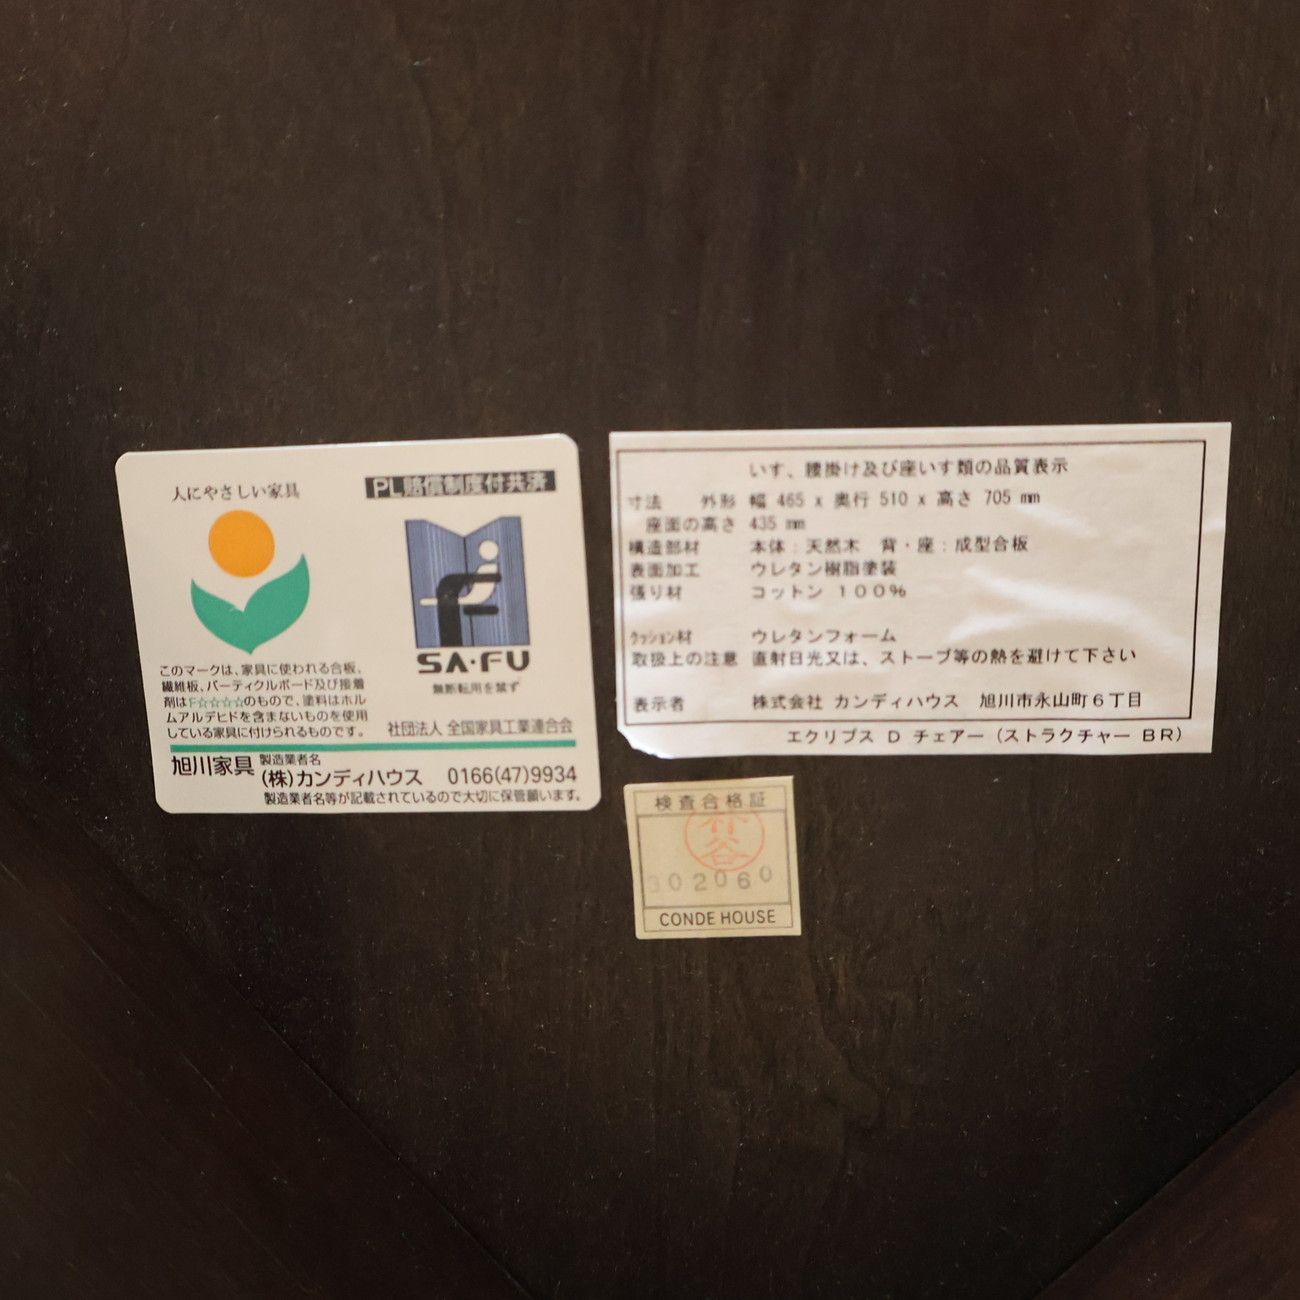 人にやさしい家具
PL賠償制度付共済
SA・FU
無断転用を禁ず
このマークは、家具に使われる合板、
繊維板、パーティクルボード及び接着
剤はF☆☆☆☆のもので、塗料はホル
ムアルデヒドを含まないものを使用
している家具に付けられるものです。
社団法人 全国家具工業連合会
旭川家具 製造業者名
(株)カンディハウス 0166(47)9934
製造業者名等が記載されているので大切に保管願います。
いす、腰掛け及び座いす類の品質表示
寸法 外形 幅 465 x 奥行 510 x 高さ 705 mm
座面の高さ 435 mm
構造部材 本体：天然木 背・座：成型合板
表面加工 ウレタン樹脂塗装
張り材 コットン １００％
クッション材 ウレタンフォーム
取扱上の注意 直射日光又は、ストーブ等の熱を避けて下さい
表示者 株式会社 カンディハウス 旭川市永山町６丁目
エクリプス Ｄ チェアー（ストラクチャー ＢＲ）
検査合格証
302060
CONDE HOUSE